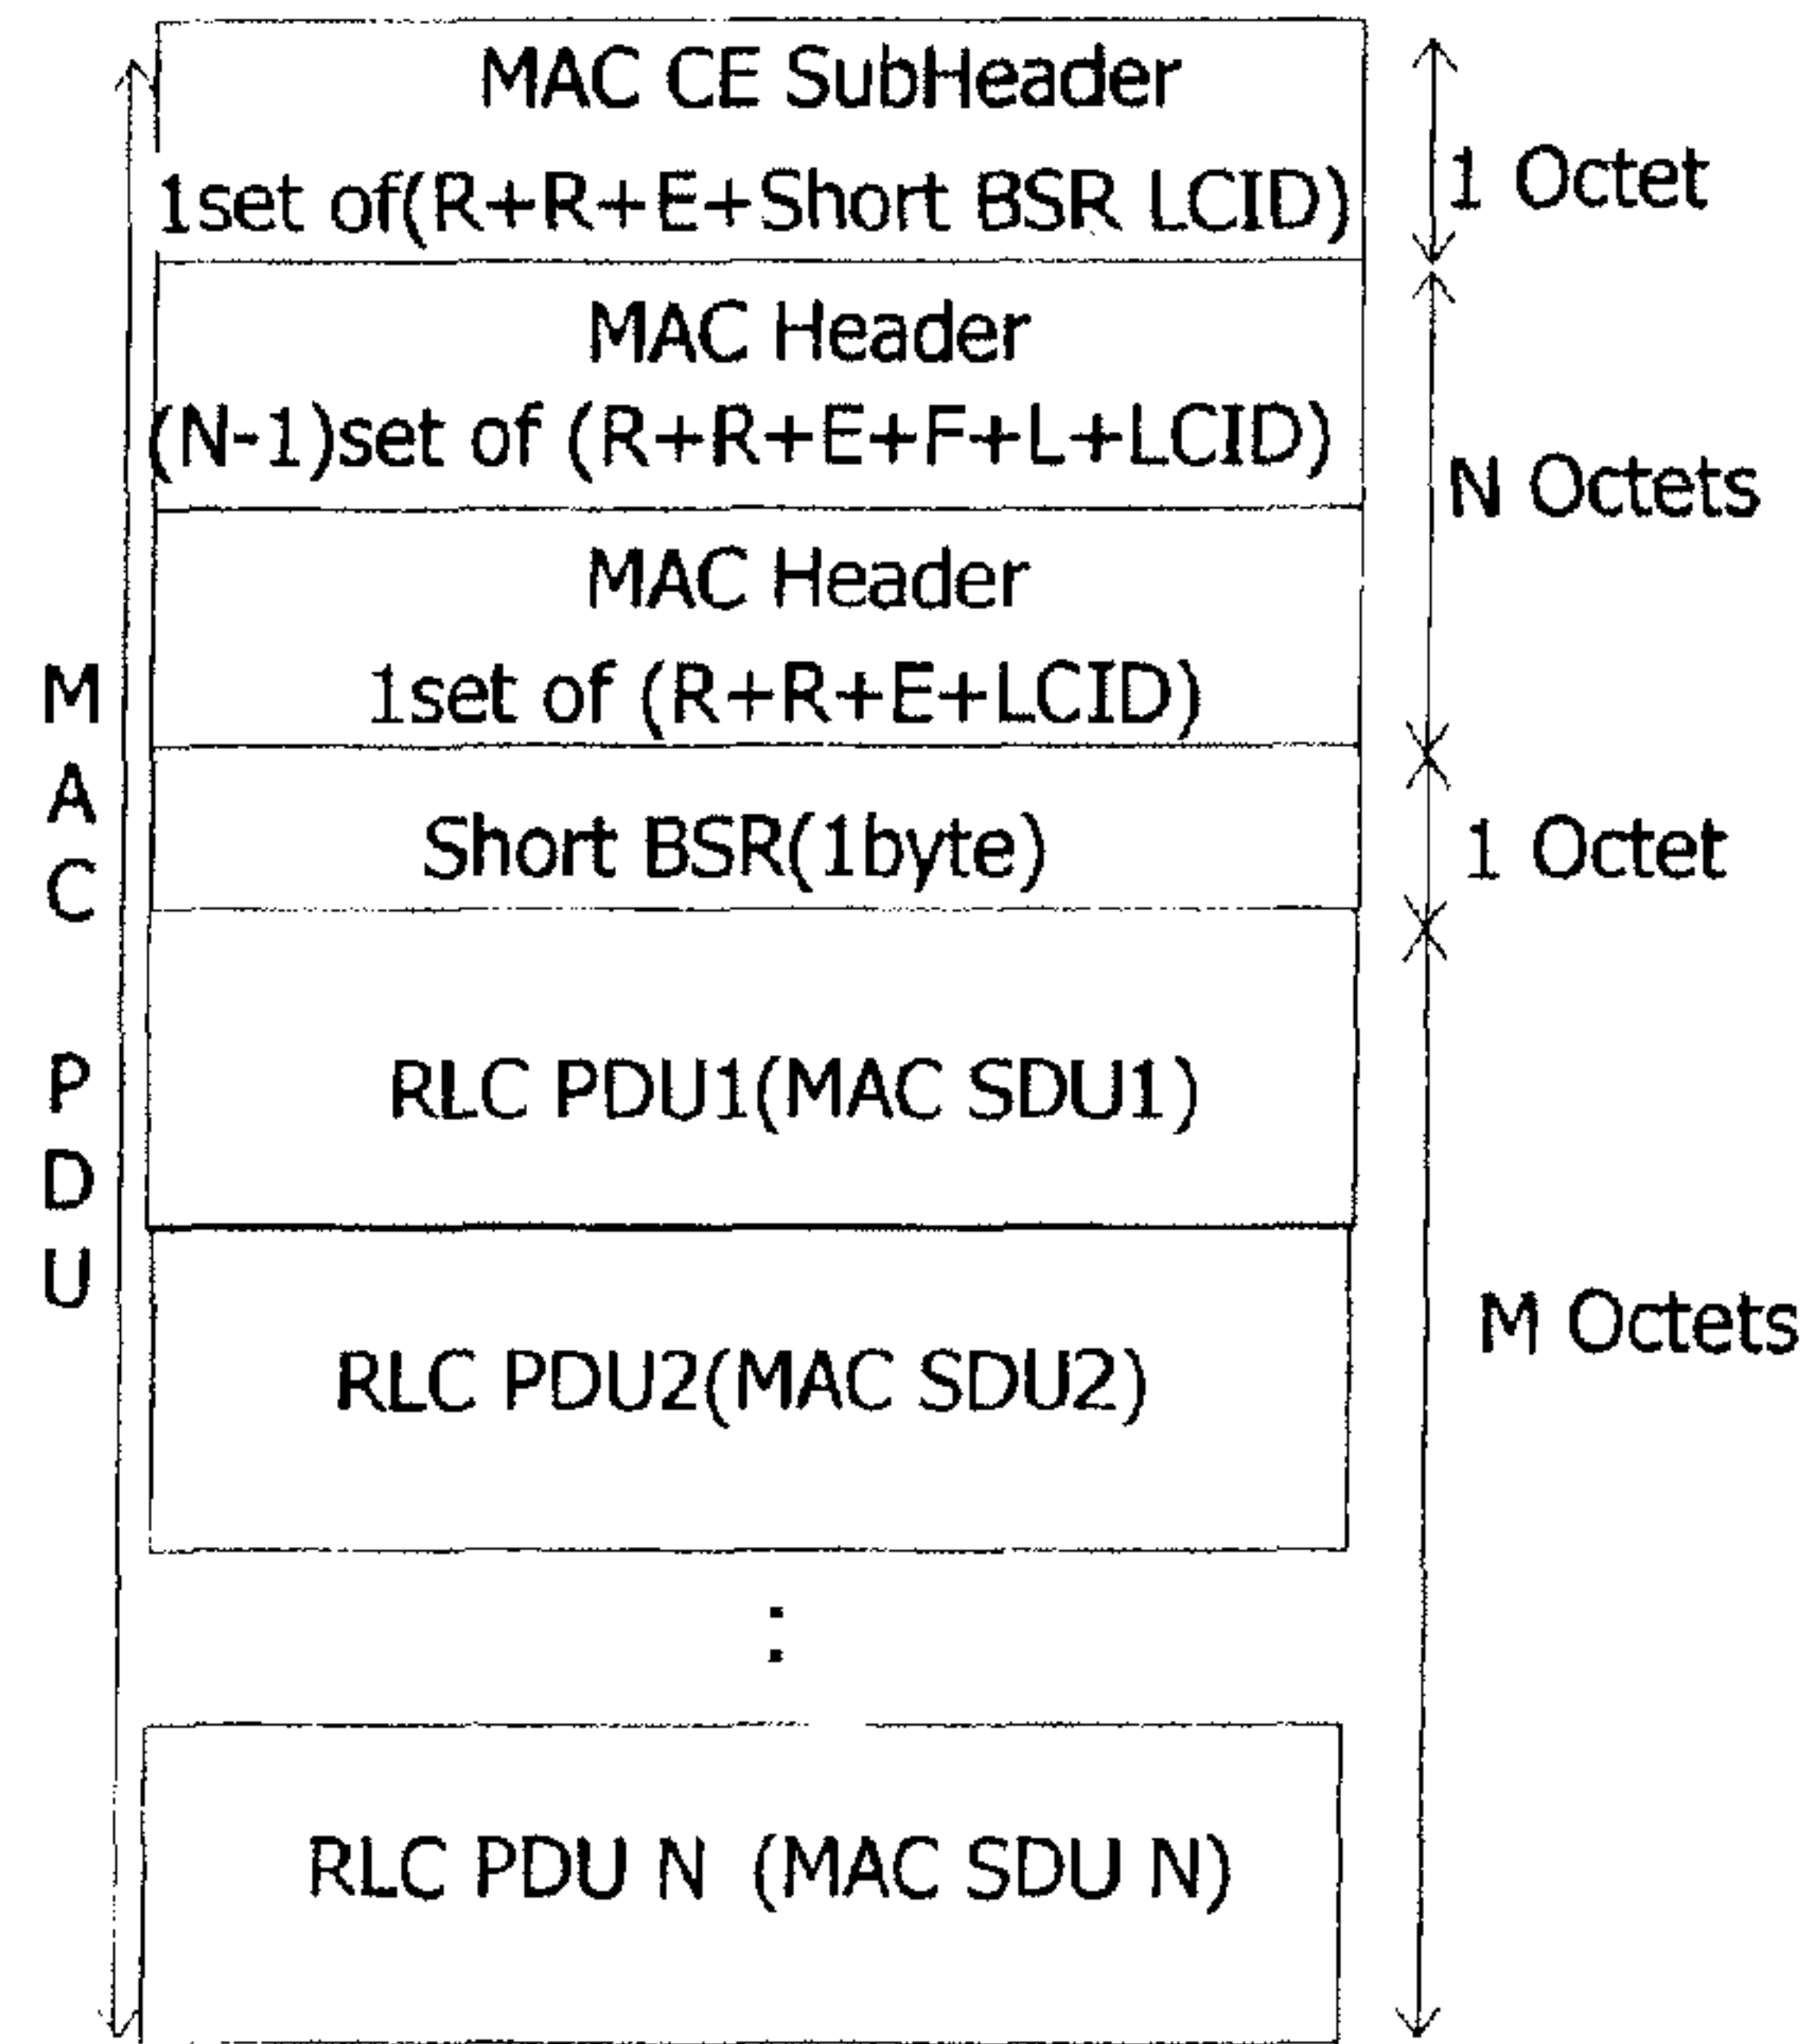 MAC CE SubHeader
1set of(R+R+E+Short BSR LCID)
1 Octet
MAC Header
(N-1)set of (R+R+E+F+L+LCID)
N Octets
MAC Header
1set of (R+R+E+LCID)
Short BSR(1byte)
1 Octet
MAC PDU
RLC PDU1(MAC SDU1)
RLC PDU2(MAC SDU2)
M Octets
:
RLC PDU N (MAC SDU N)